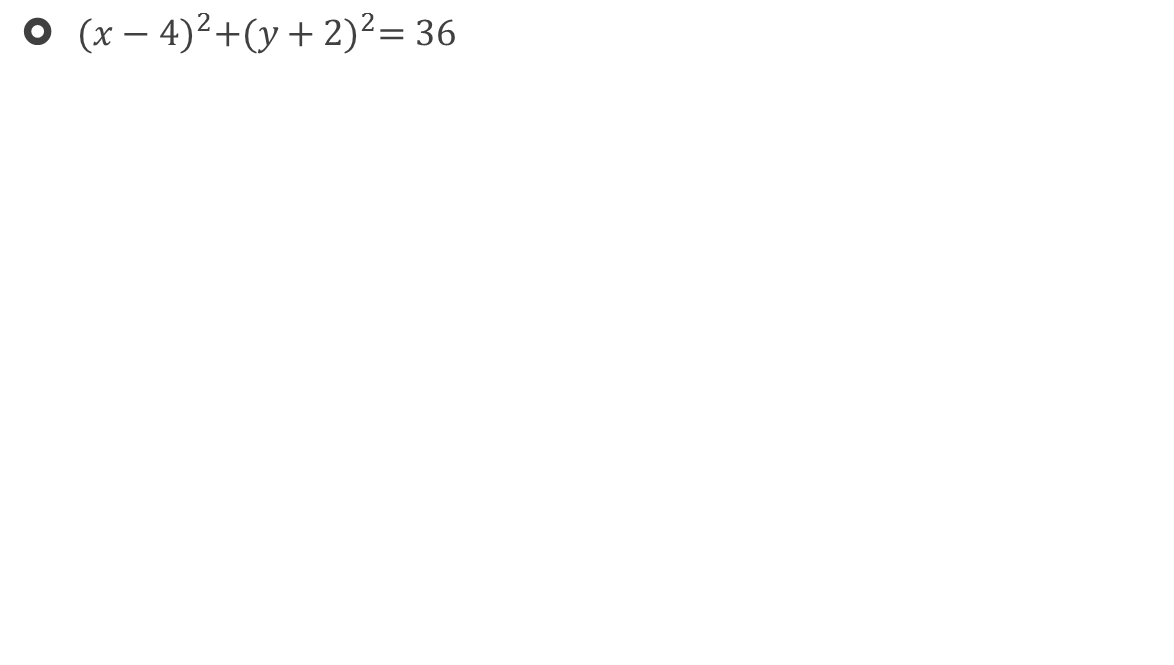 (x − 4)²+(y + 2)²= 36